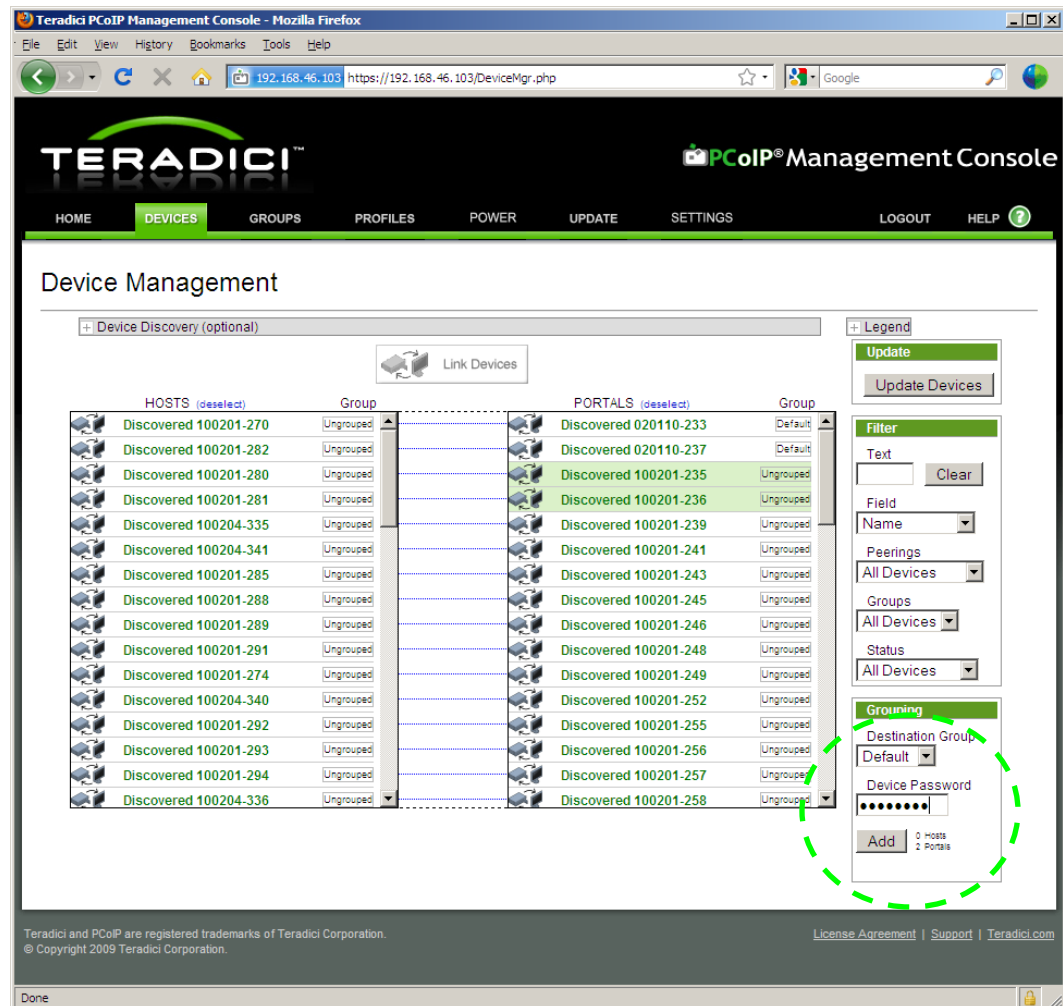 Teradici PCoIP Management Console - Mozilla Firefox
File Edit View History Bookmarks Tools Help
192.168.46.103 https://192.168.46.103/DeviceMgr.php Google
TERADICI™
PCoIP® Management Console
HOME DEVICES GROUPS PROFILES POWER UPDATE SETTINGS LOGOUT HELP ?
Device Management
+ Device Discovery (optional)
+ Legend
Link Devices
HOSTS (deselect) Group PORTALS (deselect) Group
Discovered 100201-270 Ungrouped Discovered 020110-233 Default
Discovered 100201-282 Ungrouped Discovered 020110-237 Default
Discovered 100201-280 Ungrouped Discovered 100201-235 Ungrouped
Discovered 100201-281 Ungrouped Discovered 100201-236 Ungrouped
Discovered 100204-335 Ungrouped Discovered 100201-239 Ungrouped
Discovered 100204-341 Ungrouped Discovered 100201-241 Ungrouped
Discovered 100201-285 Ungrouped Discovered 100201-243 Ungrouped
Discovered 100201-288 Ungrouped Discovered 100201-245 Ungrouped
Discovered 100201-289 Ungrouped Discovered 100201-246 Ungrouped
Discovered 100201-291 Ungrouped Discovered 100201-248 Ungrouped
Discovered 100201-274 Ungrouped Discovered 100201-249 Ungrouped
Discovered 100204-340 Ungrouped Discovered 100201-252 Ungrouped
Discovered 100201-292 Ungrouped Discovered 100201-255 Ungrouped
Discovered 100201-293 Ungrouped Discovered 100201-256 Ungrouped
Discovered 100201-294 Ungrouped Discovered 100201-257 Ungrouped
Discovered 100204-336 Ungrouped Discovered 100201-258 Ungrouped
Update
Update Devices
Filter
Text
Clear
Field
Name
Peerings
All Devices
Groups
All Devices
Status
All Devices
Grouping
Destination Group
Default
Device Password
••••••••
Add 0 Hosts
2 Portals
Teradici and PCoIP are registered trademarks of Teradici Corporation.
© Copyright 2009 Teradici Corporation.
License Agreement | Support | Teradici.com
Done